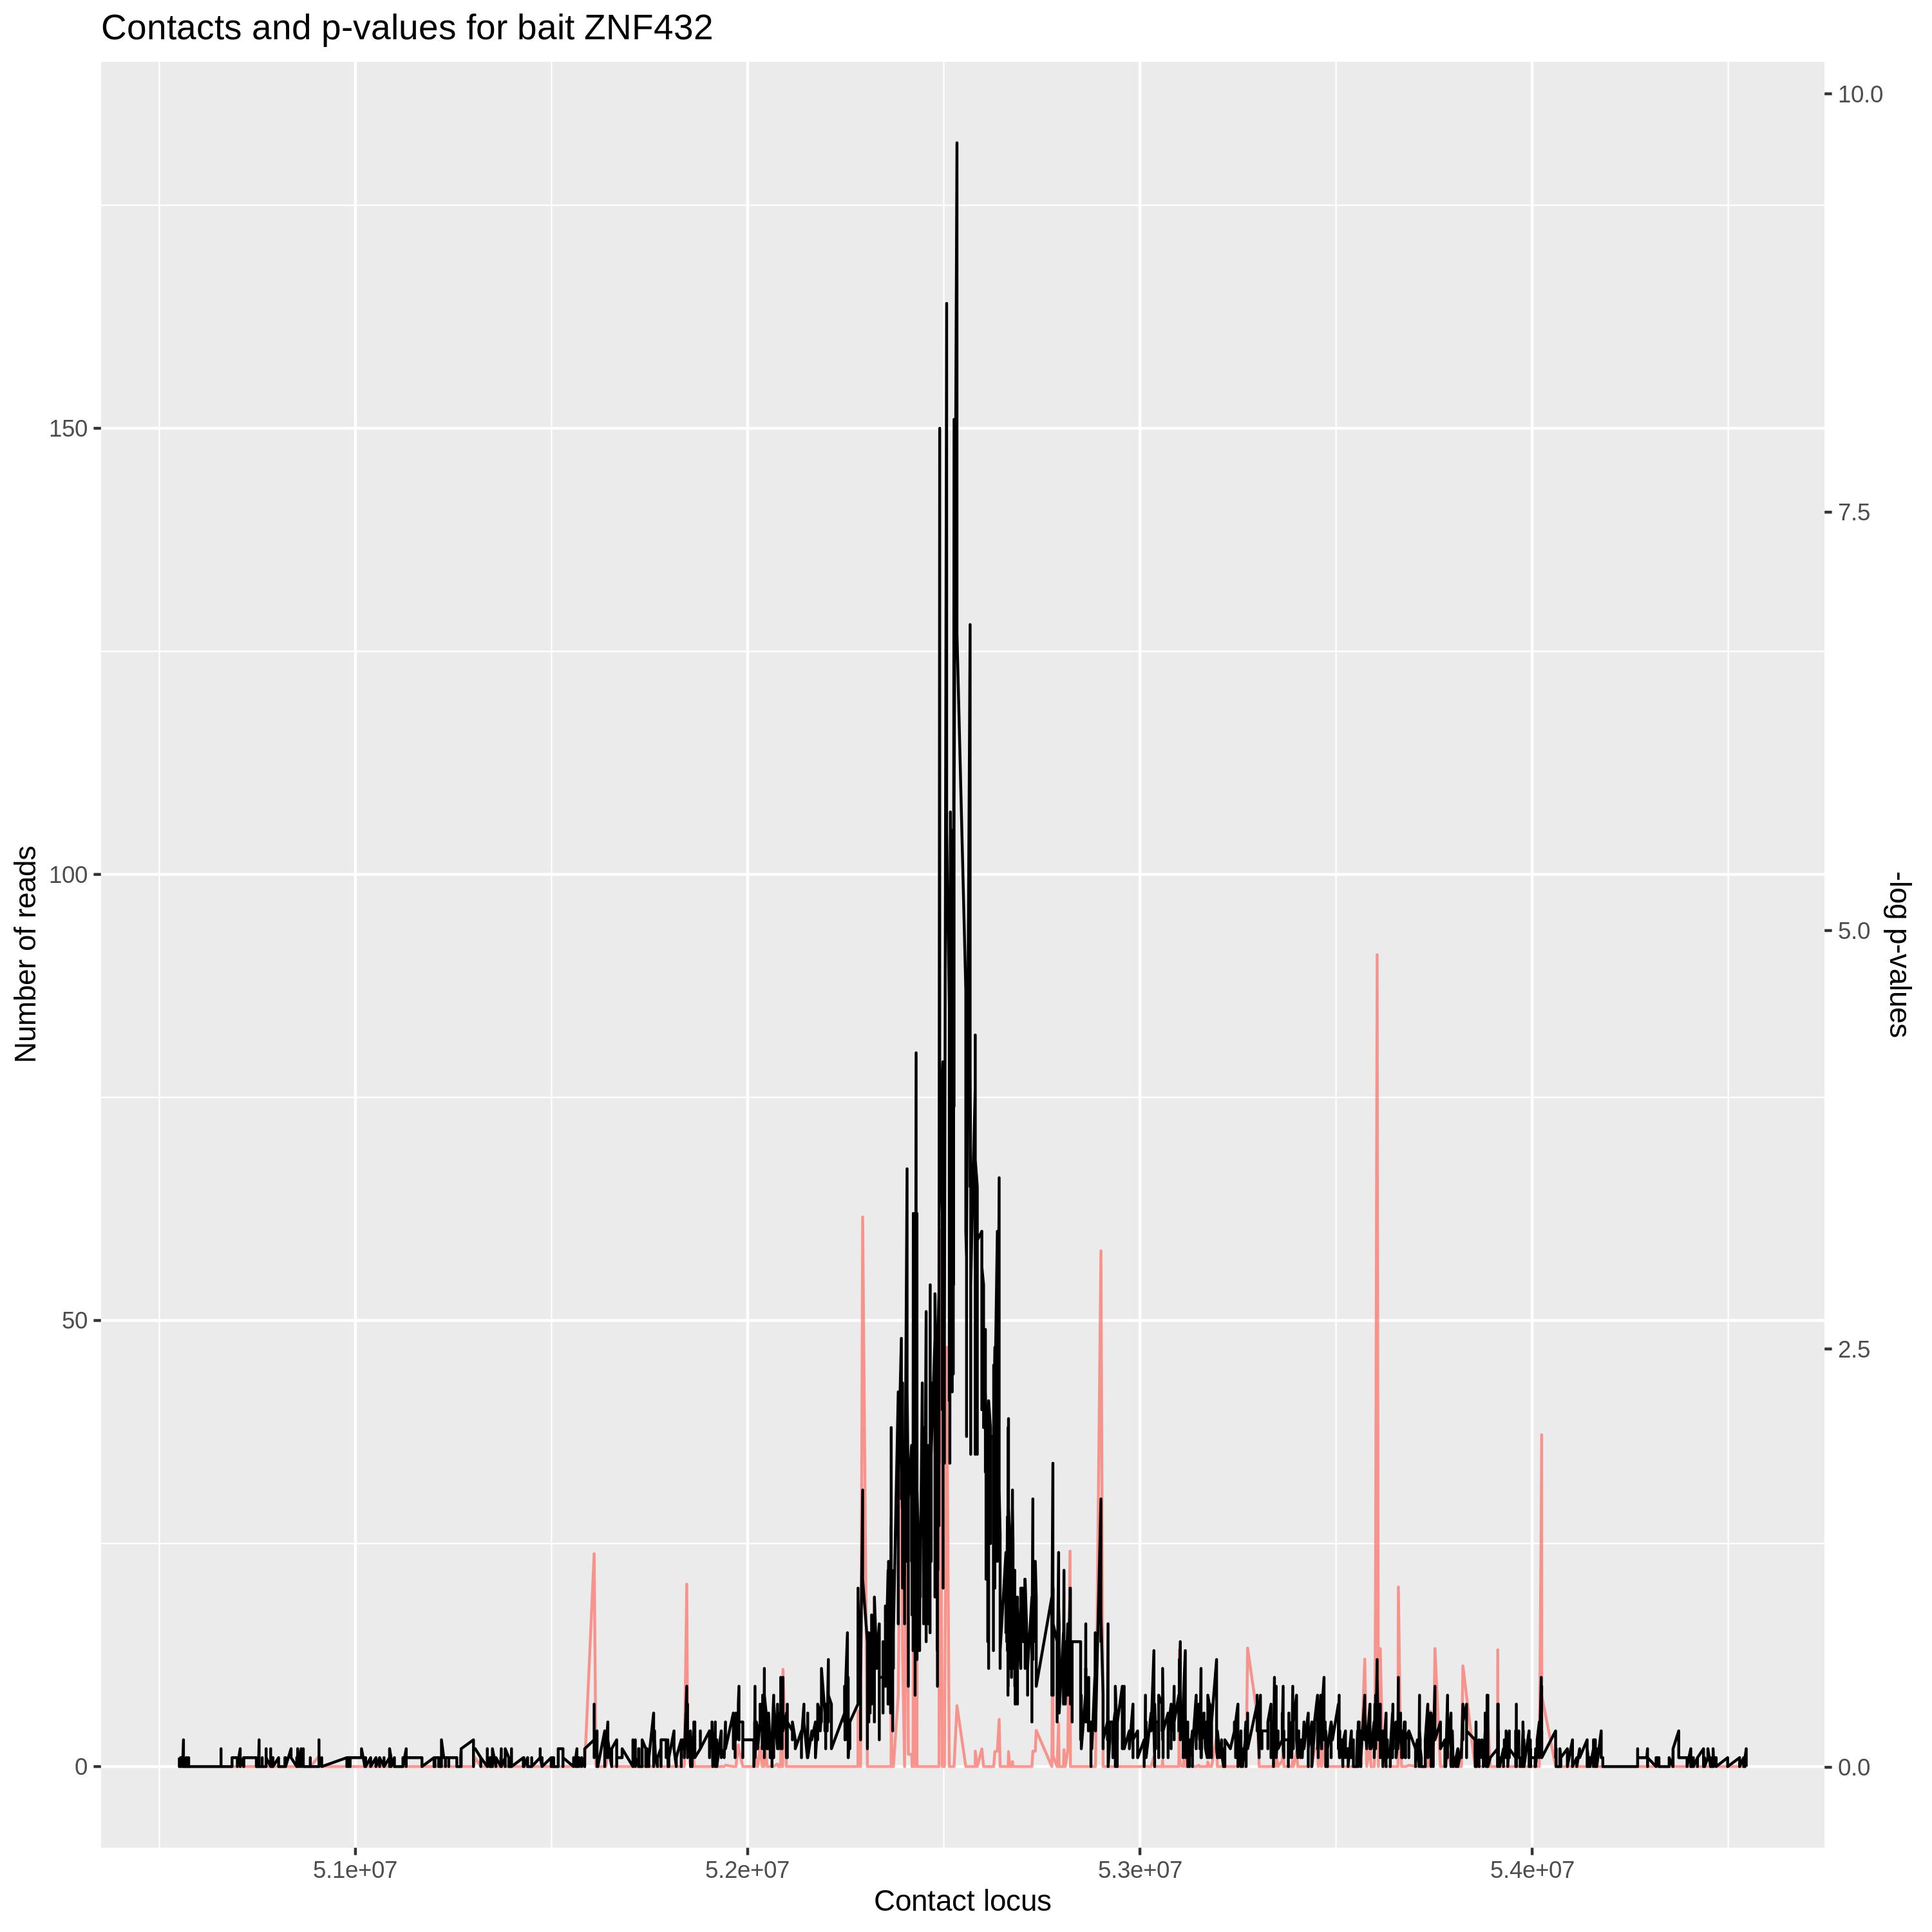 Contacts and p-values for bait ZNF432
Number of reads
150
100
50
0
10.0
7.5
5.0
2.5
0.0
-log p-values
5.1e+07
5.2e+07
5.3e+07
5.4e+07
Contact locus